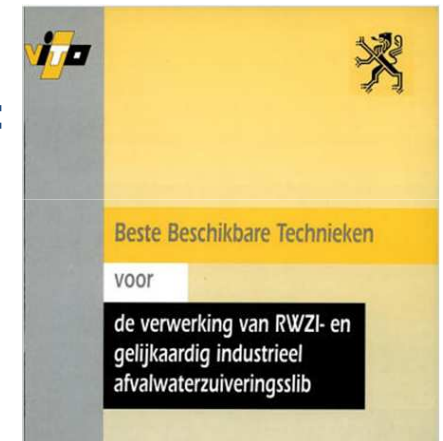 vito
:
Beste Beschikbare Technieken
voor
de verwerking van RWZI- en
gelijkaardig industrieel
afvalwaterzuiveringsslib